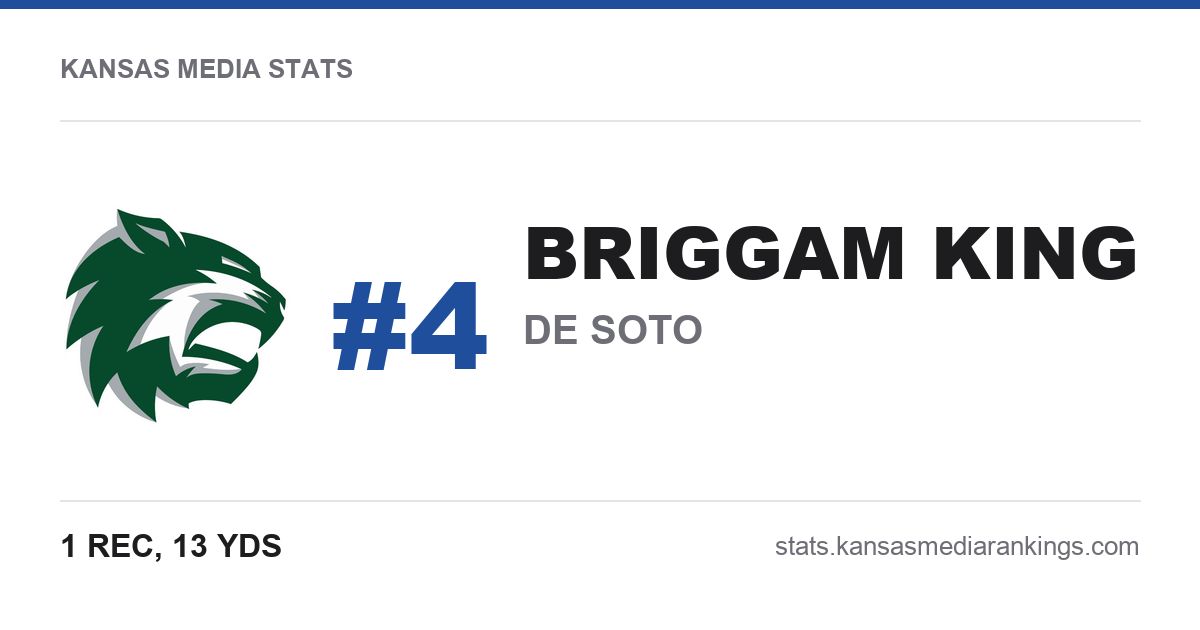 KANSAS MEDIA STATS
#4
BRIGGAM KING
DE SOTO
1 REC, 13 YDS
stats.kansasmediarankings.com